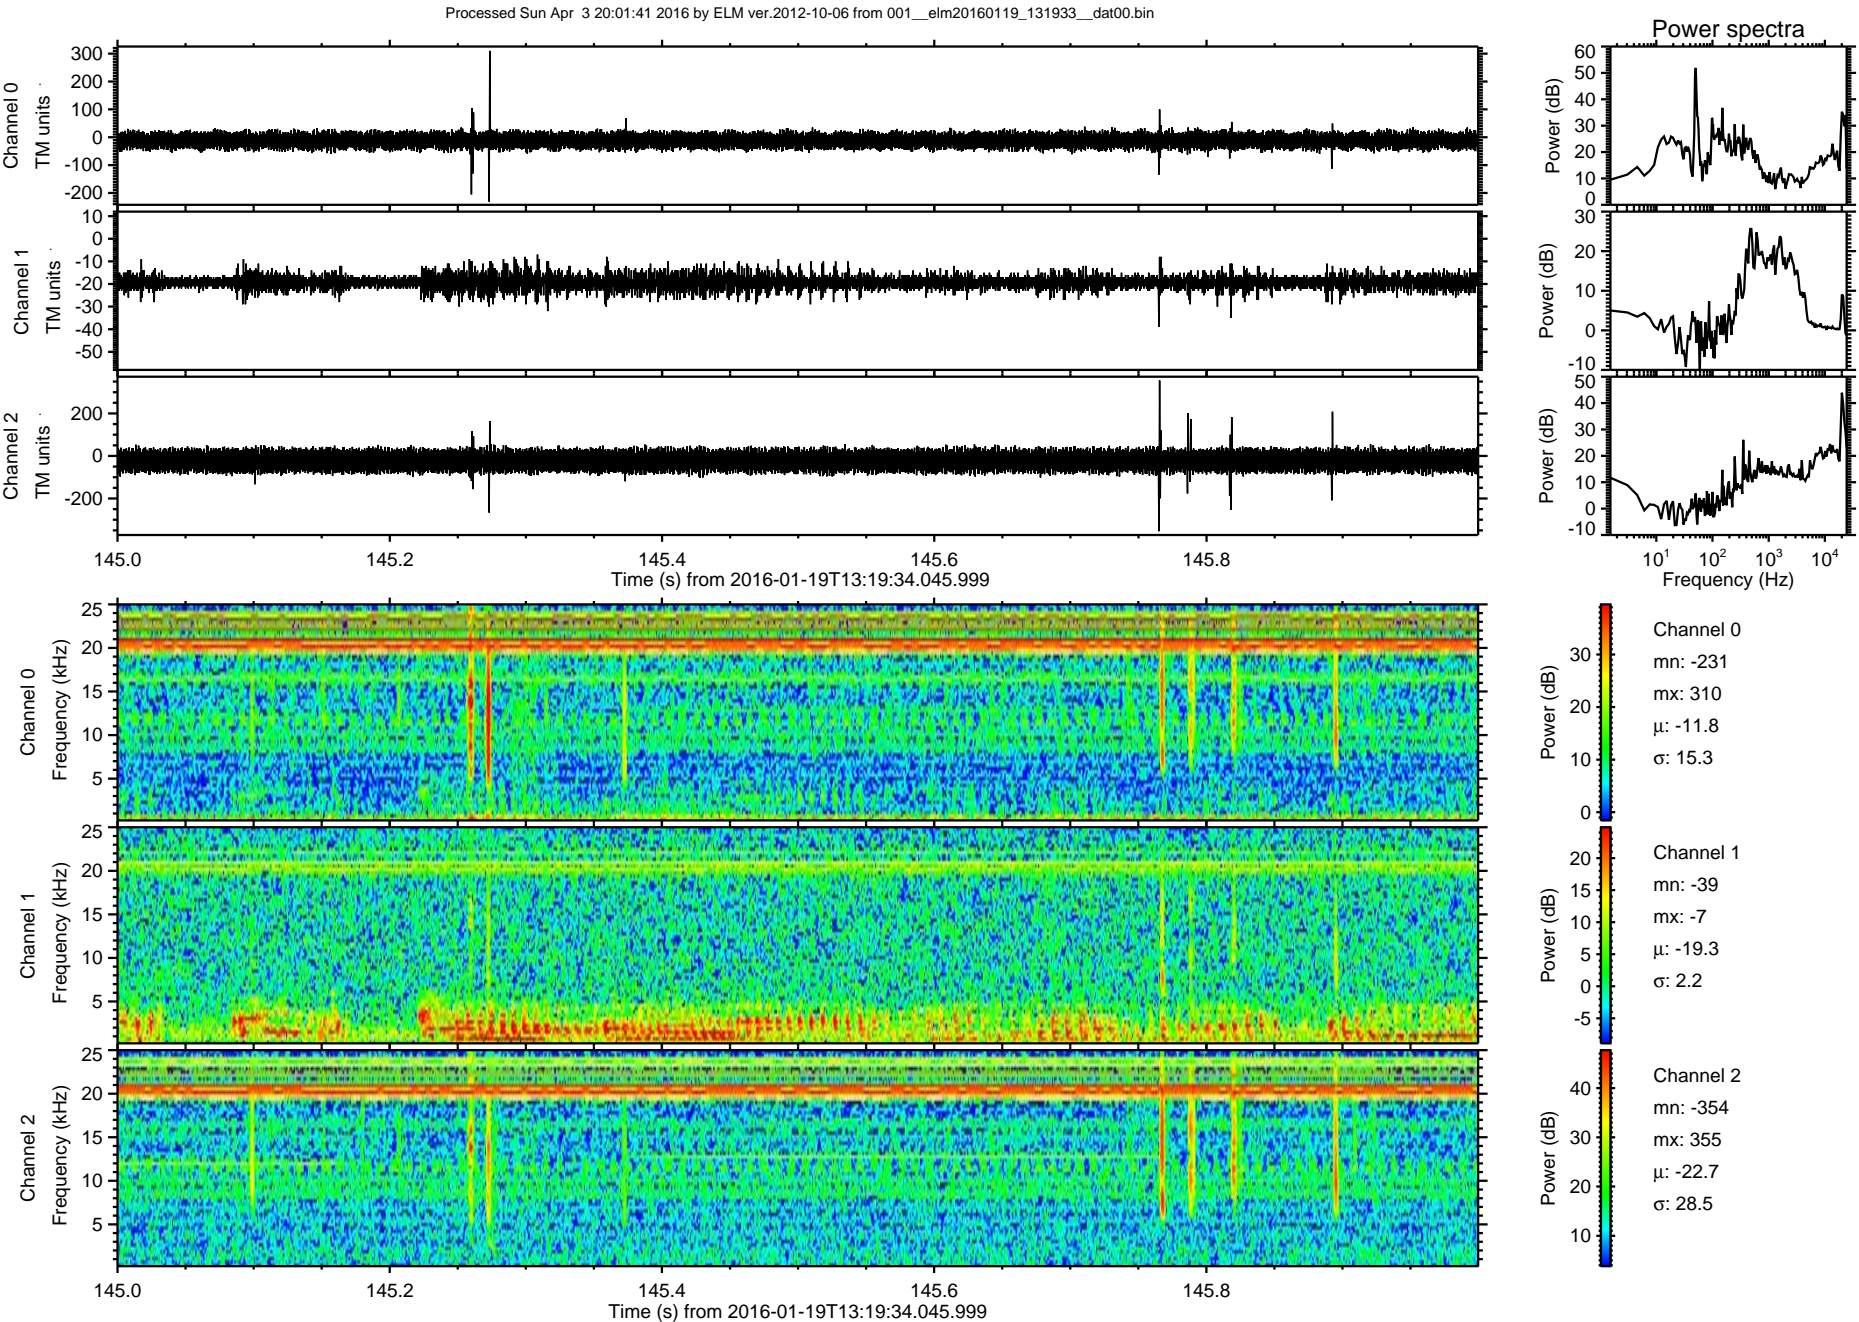 Processed Sun Apr  3 20:01:41 2016 by ELM ver.2012-10-06 from 001__elm20160119_131933__dat00.bin
Power spectra
Channel 0
TM units
300
200
100
0
-100
-200
Power (dB)
60
50
40
30
20
10
0
Channel 1
TM units
10
0
-10
-20
-30
-40
-50
Power (dB)
30
20
10
0
-10
Channel 2
TM units
200
0
-200
Power (dB)
50
40
30
20
10
0
-10
145.0 145.2 145.4 145.6 145.8
Time (s) from 2016-01-19T13:19:34.045.999
10^1 10^2 10^3 10^4
Frequency (Hz)
Channel 0
Frequency (kHz)
25
20
15
10
5
Power (dB)
30
20
10
0
Channel 0
mn: -231
mx: 310
μ: -11.8
σ: 15.3
Channel 1
Frequency (kHz)
25
20
15
10
5
Power (dB)
20
15
10
5
0
-5
Channel 1
mn: -39
mx: -7
μ: -19.3
σ: 2.2
Channel 2
Frequency (kHz)
25
20
15
10
5
Power (dB)
40
30
20
10
Channel 2
mn: -354
mx: 355
μ: -22.7
σ: 28.5
145.0 145.2 145.4 145.6 145.8
Time (s) from 2016-01-19T13:19:34.045.999